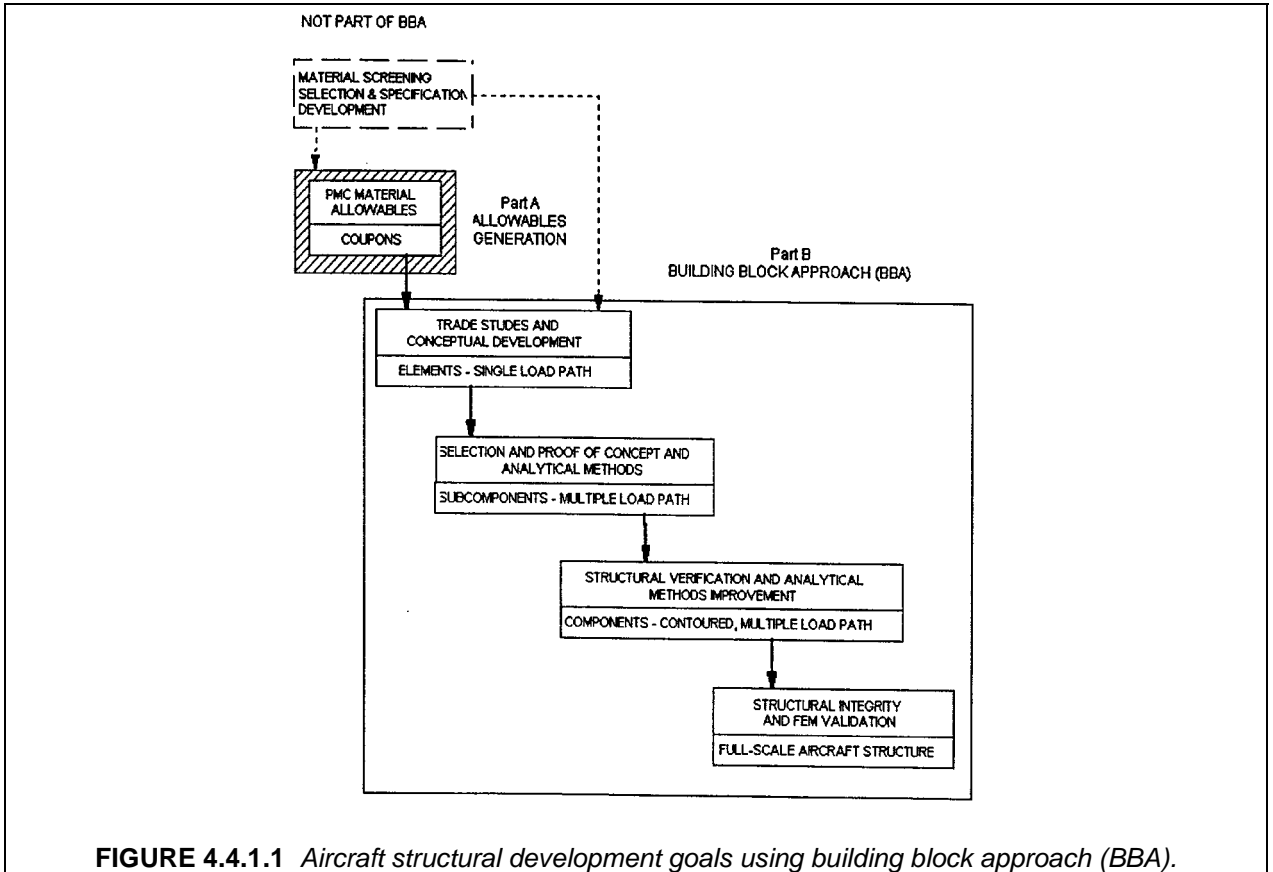 NOT PART OF BBA
MATERIAL SCREENING
SELECTION & SPECIFICATION
DEVELOPMENT
PMC MATERIAL
ALLOWABLES
COUPONS
Part A
ALLOWABLES
GENERATION
Part B
BUILDING BLOCK APPROACH (BBA)
TRADE STUDES AND
CONCEPTUAL DEVELOPMENT
ELEMENTS - SINGLE LOAD PATH
SELECTION AND PROOF OF CONCEPT AND
ANALYTICAL METHODS
SUBCOMPONENTS - MULTIPLE LOAD PATH
STRUCTURAL VERIFICATION AND ANALYTICAL
METHODS IMPROVEMENT
COMPONENTS - CONTOURED, MULTIPLE LOAD PATH
STRUCTURAL INTEGRITY
AND FEM VALIDATION
FULL-SCALE AIRCRAFT STRUCTURE
FIGURE 4.4.1.1 Aircraft structural development goals using building block approach (BBA).